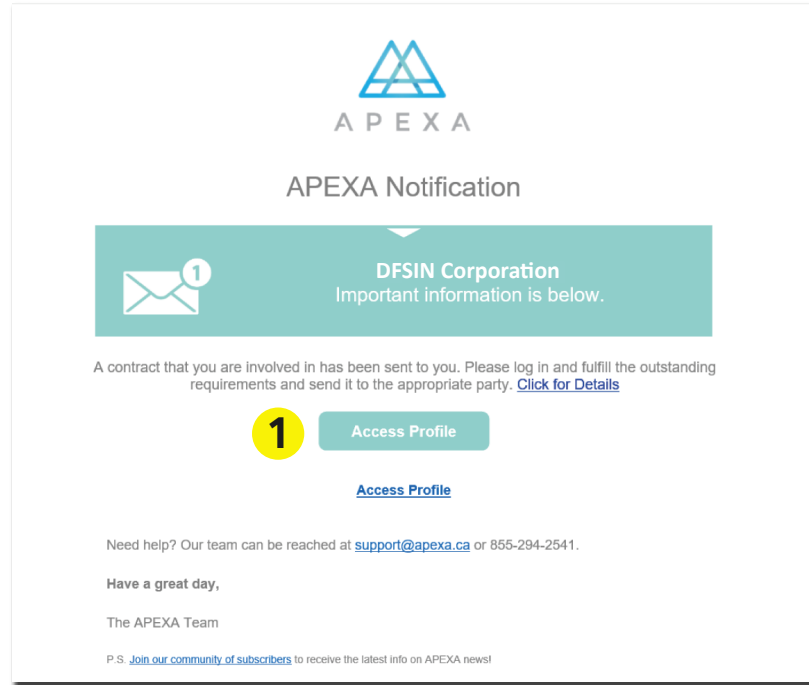 APEXA
APEXA Notification
1
DFSIN Corporation
Important information is below.
A contract that you are involved in has been sent to you. Please log in and fulfill the outstanding
requirements and send it to the appropriate party. Click for Details
1
Access Profile
Access Profile
Need help? Our team can be reached at support@apexa.ca or 855-294-2541.
Have a great day,
The APEXA Team
P.S. Join our community of subscribers to receive the latest info on APEXA news!